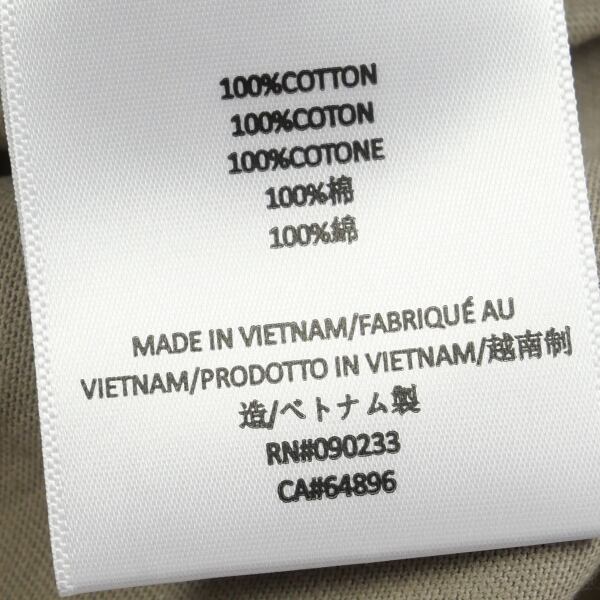 100%COTTON
100%COTON
100%COTONE
100%棉
100%綿
MADE IN VIETNAM/FABRIQUÉ AU
VIETNAM/PRODOTTO IN VIETNAM/越南制
造/ベトナム製
RN#090233
CA#64896